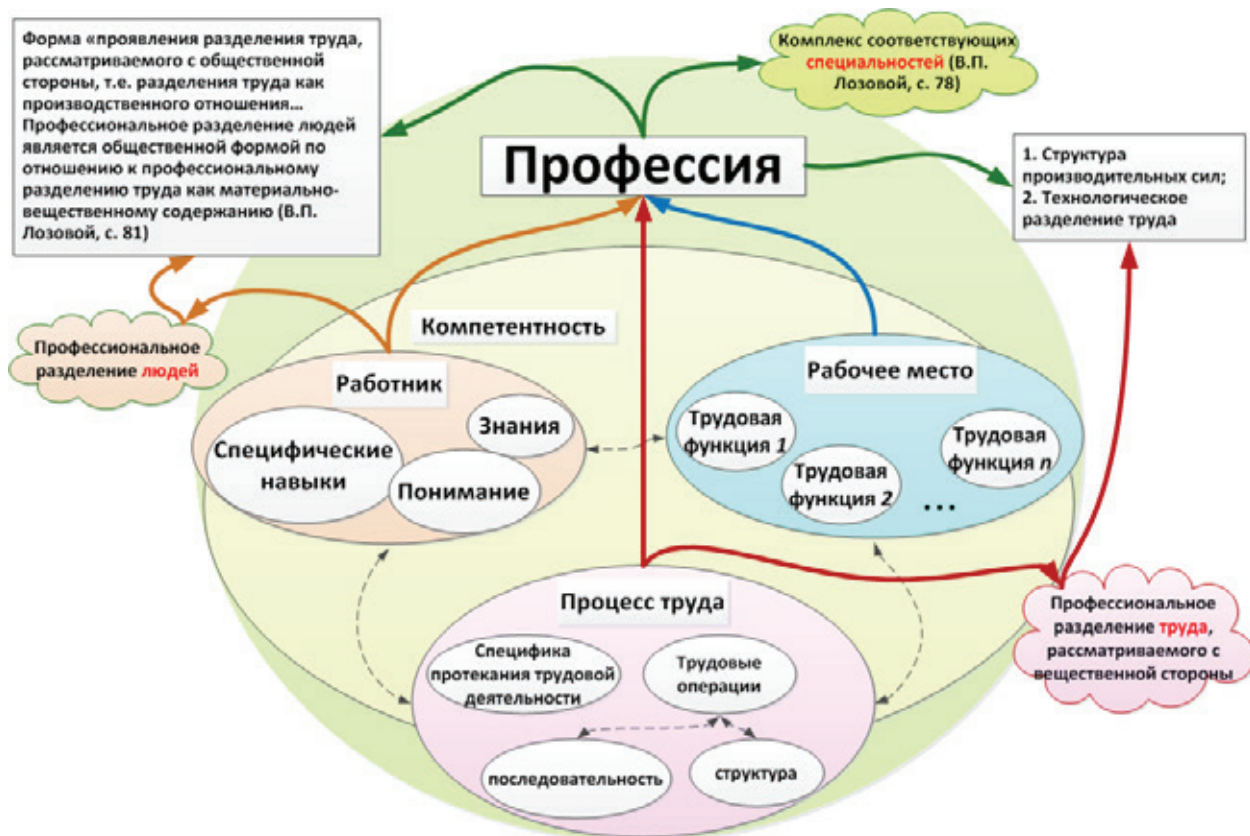 Форма «проявления разделения труда,
рассматриваемого с общественной
стороны, т.е. разделения труда как
производственного отношения…
Профессиональное разделение людей
является общественной формой по
отношению к профессиональному
разделению труда как материально-
вещественному содержанию (В.П.
Лозовой, с. 81)
Комплекс соответствующих
специальностей (В.П.
Лозовой, с. 78)
Профессия
1. Структура
производительных сил;
2. Технологическое
разделение труда
Профессиональное
разделение людей
Компетентность
Работник
Знания
Специфические
навыки
Понимание
Рабочее место
Трудовая
функция 1
Трудовая
функция 2
...
Трудовая
функция n
Процесс труда
Специфика
протекания трудовой
деятельности
Трудовые
операции
последовательность
структура
Профессиональное
разделение труда,
рассматриваемого с
вещественной стороны